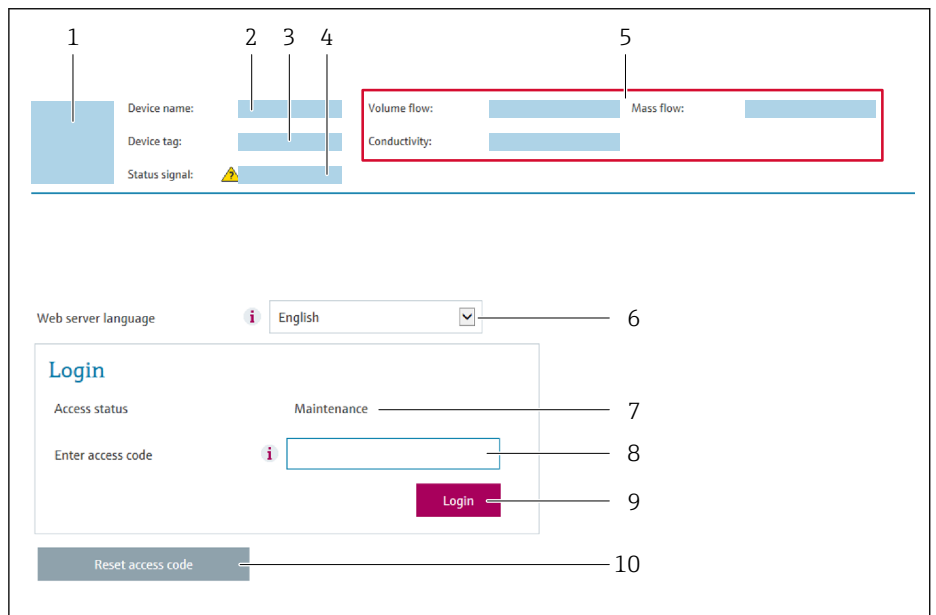 1 2 3 4 5
Device name: Volume flow: Mass flow:
Device tag: Conductivity:
Status signal: ?
Web server language i English 6
Login
Access status Maintenance 7
Enter access code i 8
Login 9
Reset access code 10